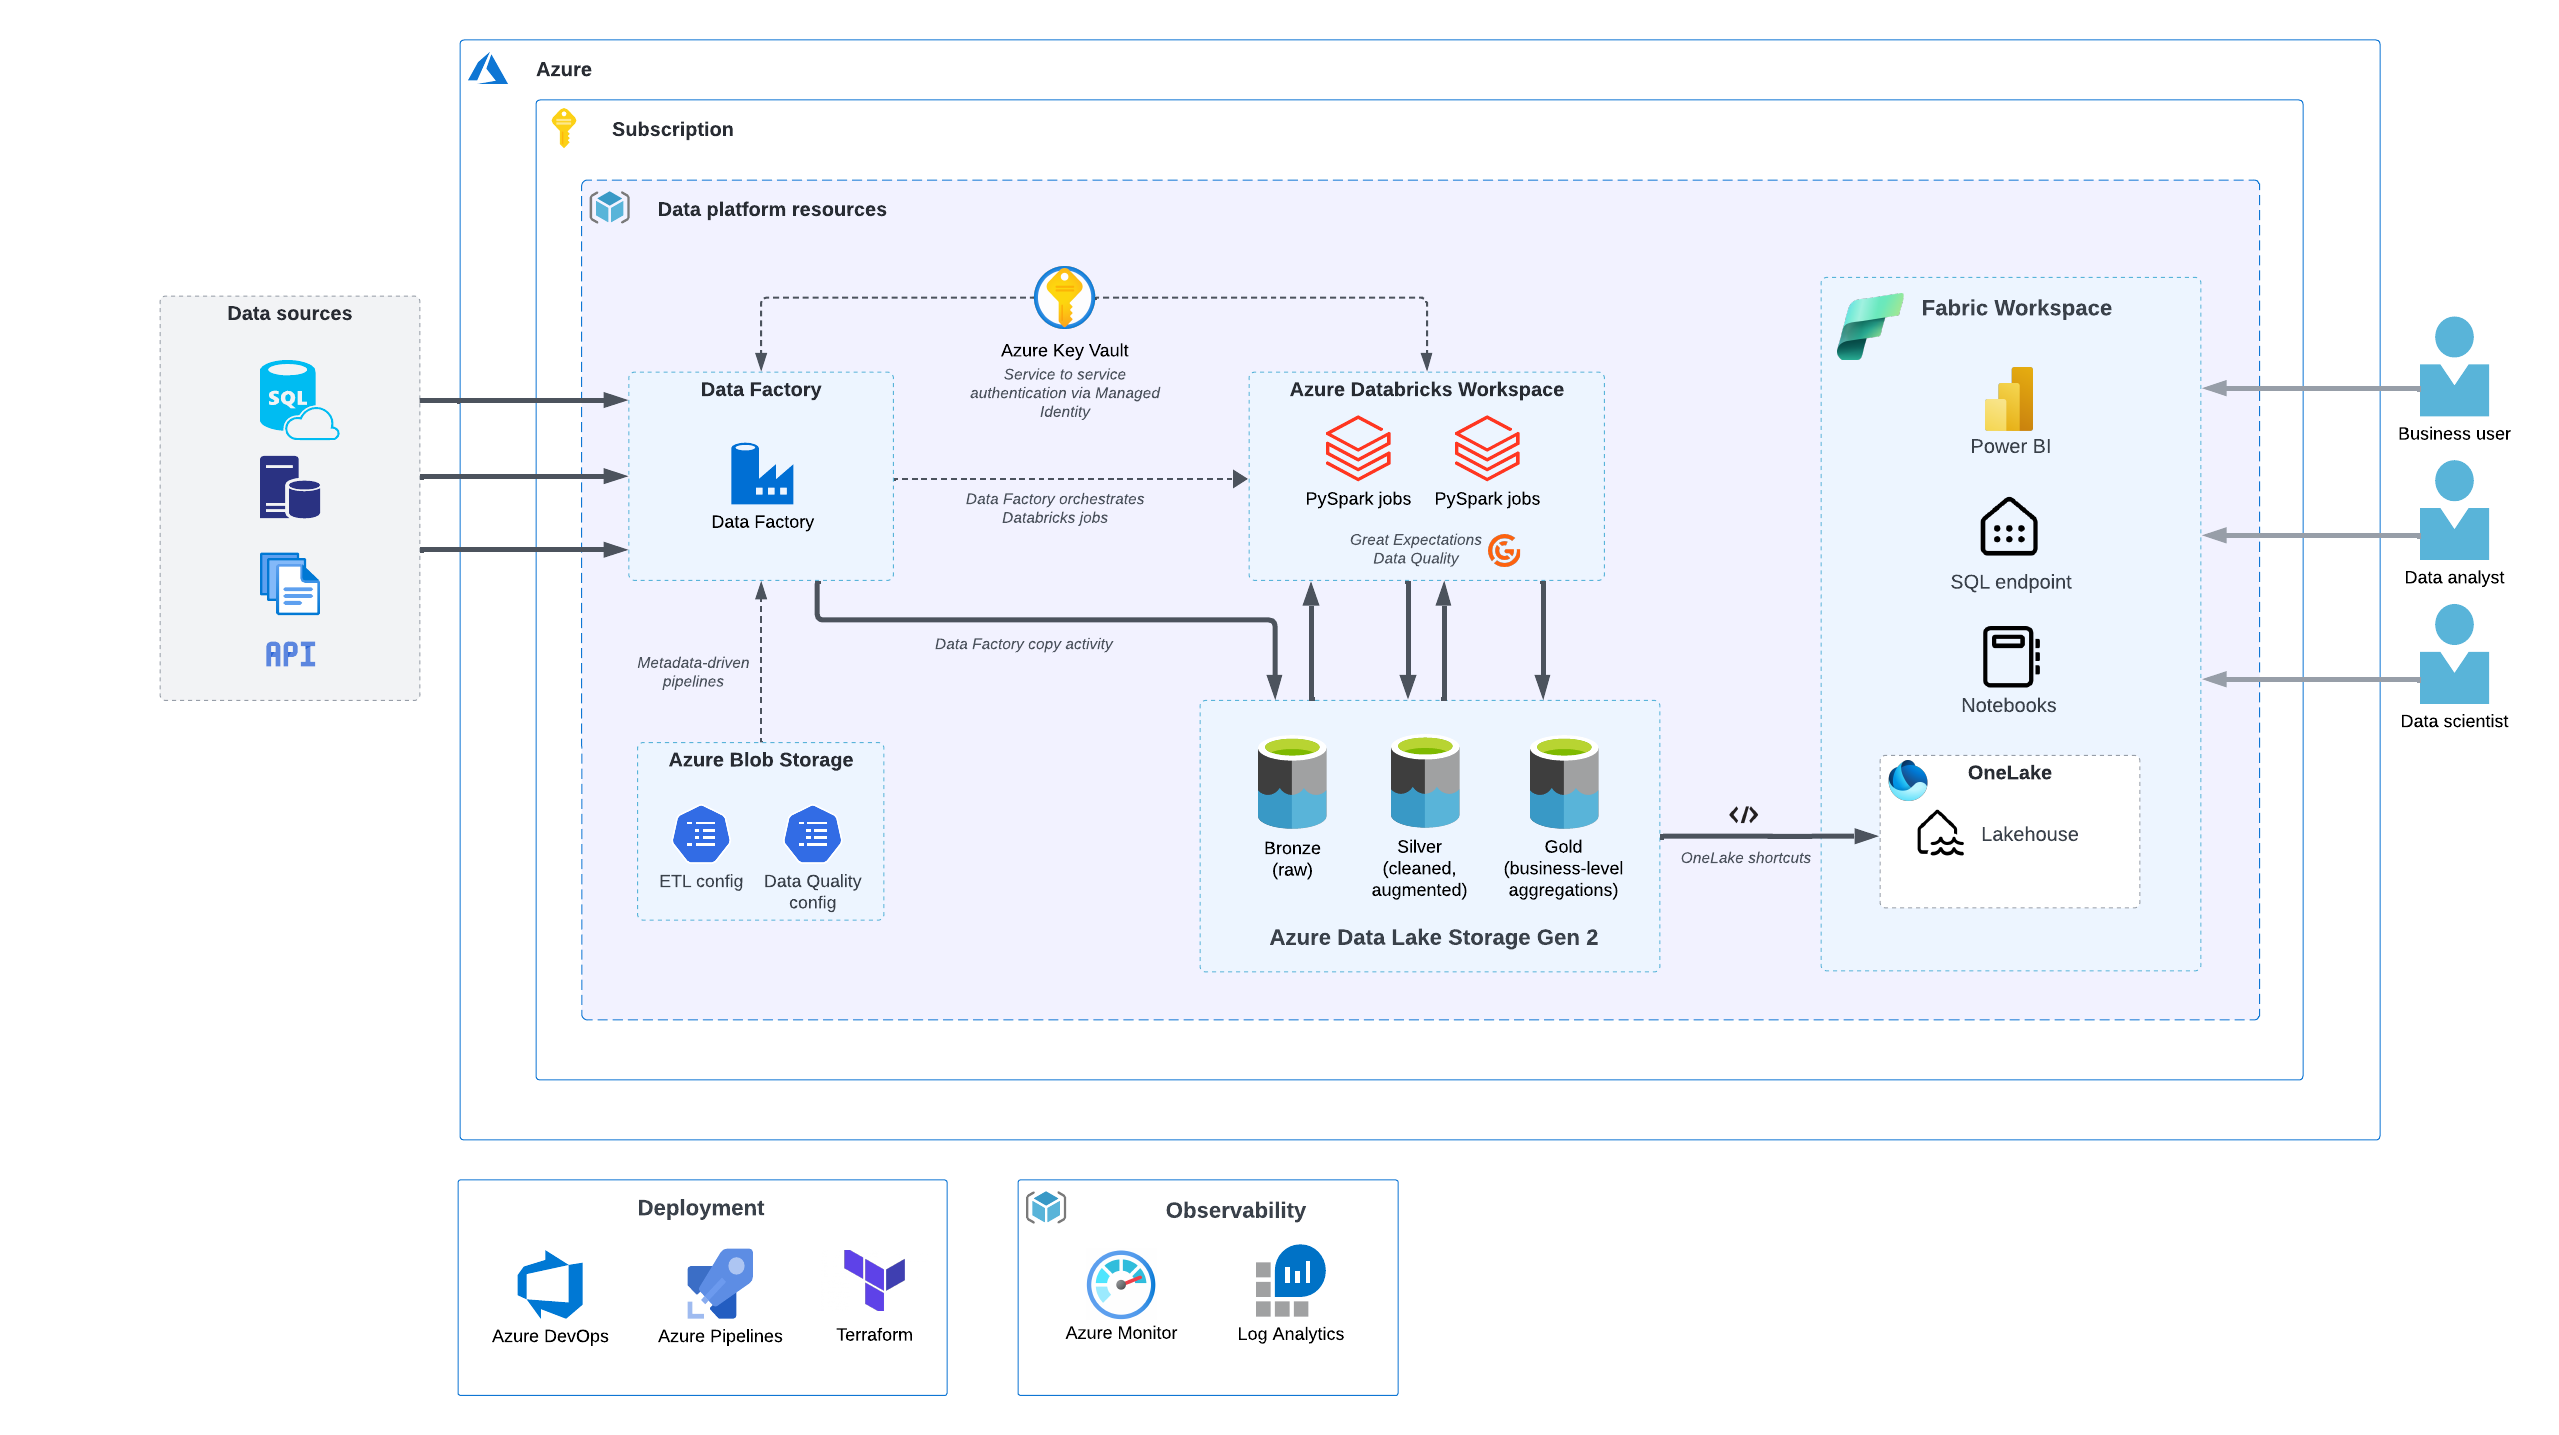 Azure
Subscription
Data platform resources
Data sources
SQL
API
Azure Key Vault
Service to service
authentication via Managed
Identity
Data Factory
Data Factory
Data Factory orchestrates
Databricks jobs
Azure Databricks Workspace
PySpark jobs
PySpark jobs
Great Expectations
Data Quality
Data Factory copy activity
Metadata-driven
pipelines
Azure Blob Storage
ETL config
Data Quality
config
Bronze
(raw)
Silver
(cleaned,
augmented)
Gold
(business-level
aggregations)
Azure Data Lake Storage Gen 2
</>
OneLake shortcuts
Fabric Workspace
Power BI
SQL endpoint
Notebooks
OneLake
Lakehouse
Business user
Data analyst
Data scientist
Deployment
Azure DevOps
Azure Pipelines
Terraform
Observability
Azure Monitor
Log Analytics